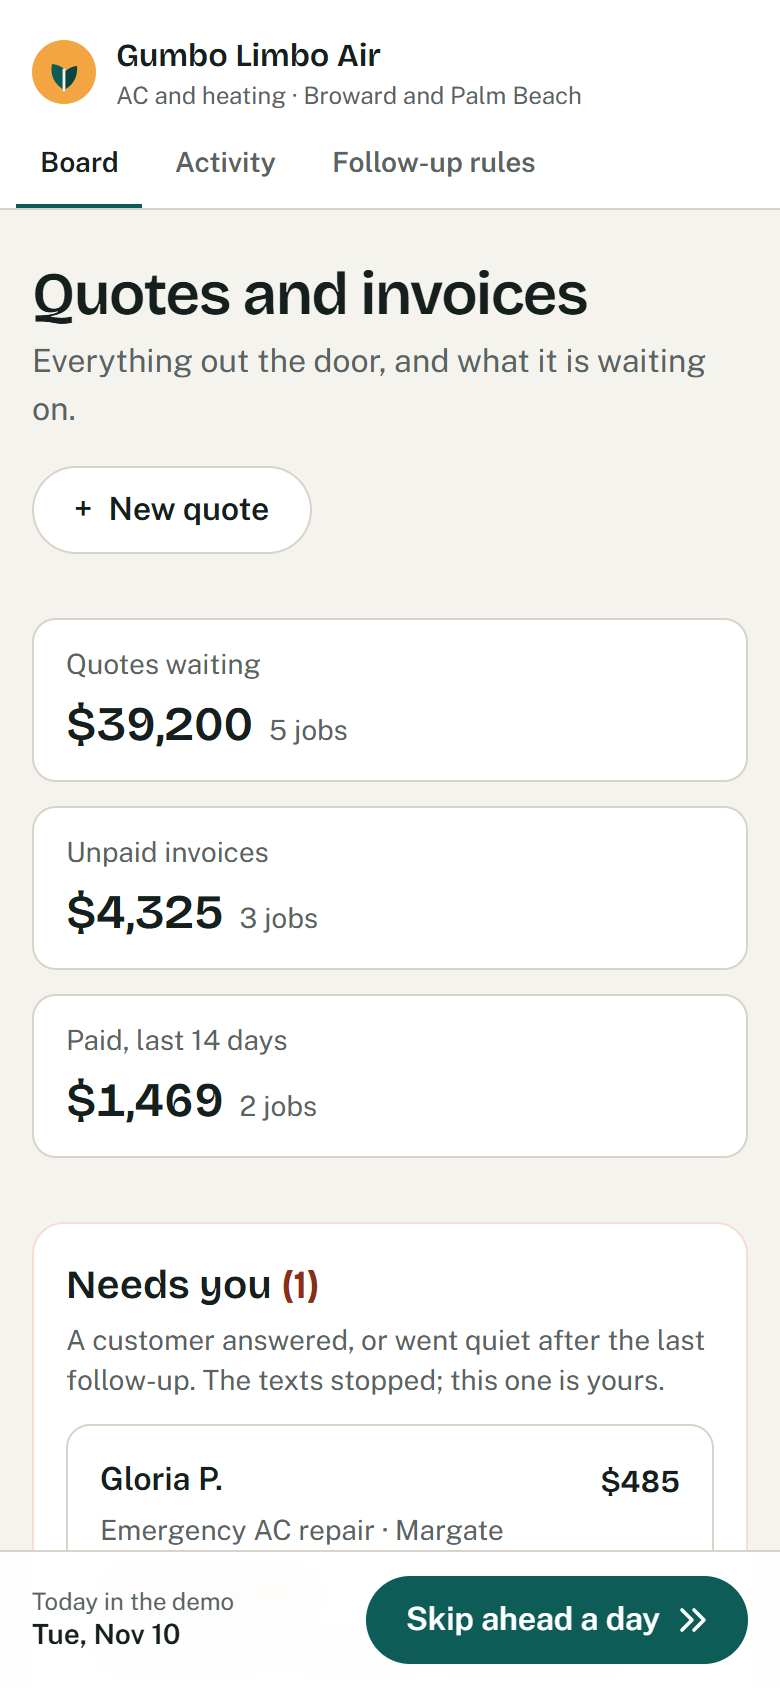 Gumbo Limbo Air
AC and heating · Broward and Palm Beach
Board Activity Follow-up rules
Quotes and invoices
Everything out the door, and what it is waiting
on.
+ New quote
Quotes waiting
$39,200 5 jobs
Unpaid invoices
$4,325 3 jobs
Paid, last 14 days
$1,469 2 jobs
Needs you (1)
A customer answered, or went quiet after the last
follow-up. The texts stopped; this one is yours.
Gloria P. $485
Emergency AC repair · Margate
Today in the demo
Tue, Nov 10
Skip ahead a day